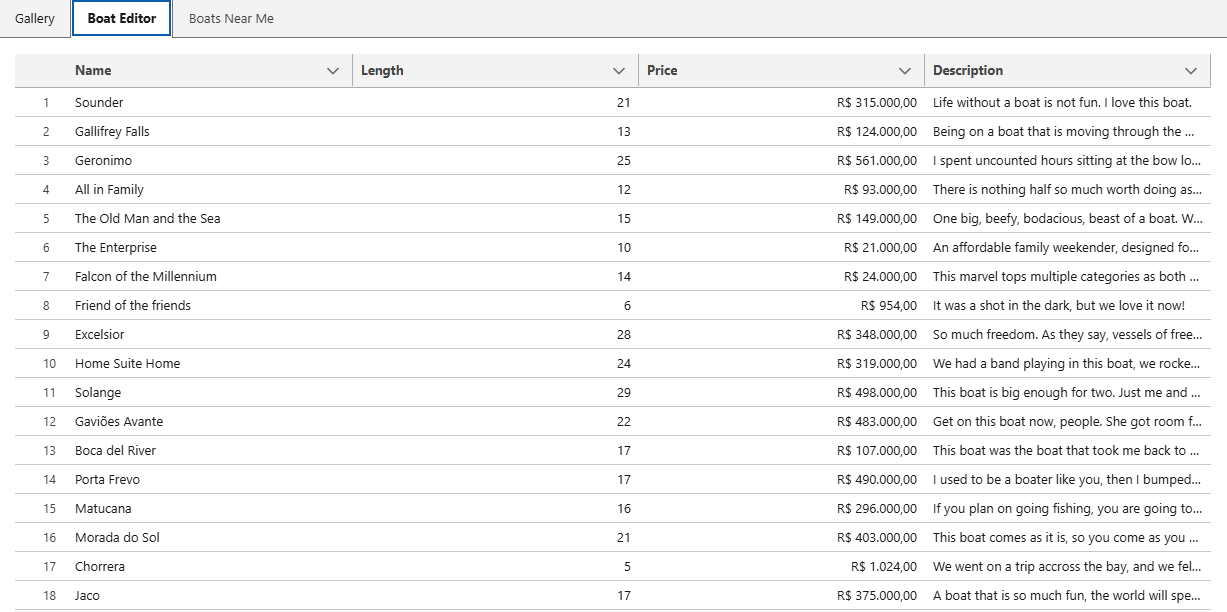 Gallery Boat Editor Boats Near Me
Name Length Price Description
1 Sounder 21 R$ 315.000,00 Life without a boat is not fun. I love this boat.
2 Gallifrey Falls 13 R$ 124.000,00 Being on a boat that is moving through the ...
3 Geronimo 25 R$ 561.000,00 I spent uncounted hours sitting at the bow lo...
4 All in Family 12 R$ 93.000,00 There is nothing half so much worth doing as...
5 The Old Man and the Sea 15 R$ 149.000,00 One big, beefy, bodacious, beast of a boat. W...
6 The Enterprise 10 R$ 21.000,00 An affordable family weekender, designed fo...
7 Falcon of the Millennium 14 R$ 24.000,00 This marvel tops multiple categories as both ...
8 Friend of the friends 6 R$ 954,00 It was a shot in the dark, but we love it now!
9 Excelsior 28 R$ 348.000,00 So much freedom. As they say, vessels of free...
10 Home Suite Home 24 R$ 319.000,00 We had a band playing in this boat, we rocke...
11 Solange 29 R$ 498.000,00 This boat is big enough for two. Just me and ...
12 Gaviões Avante 22 R$ 483.000,00 Get on this boat now, people. She got room f...
13 Boca del River 17 R$ 107.000,00 This boat was the boat that took me back to ...
14 Porta Frevo 17 R$ 490.000,00 I used to be a boater like you, then I bumped...
15 Matucana 16 R$ 296.000,00 If you plan on going fishing, you are going to...
16 Morada do Sol 21 R$ 403.000,00 This boat comes as it is, so you come as you ...
17 Chorrera 5 R$ 1.024,00 We went on a trip accross the bay, and we fel...
18 Jaco 17 R$ 375.000,00 A boat that is so much fun, the world will spe...